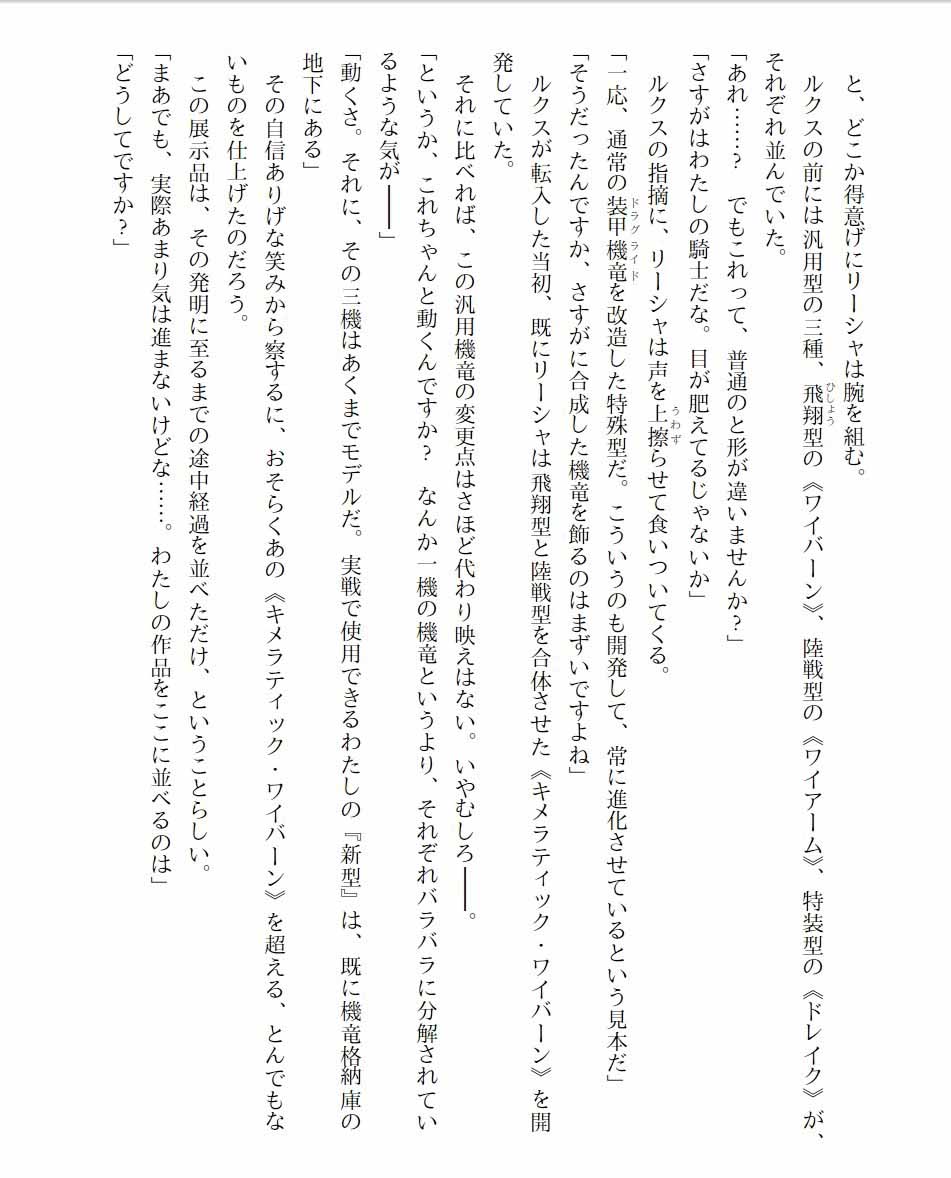 と、どこか得意げにリーシャは腕を組む。
ルクスの前には汎用型の三種、飛翔型の《ワイバーン》、陸戦型の《ワイアーム》、特装型の《ドレイク》が、
それぞれ並んでいた。
「あれ……？　でもこれって、普通のと形が違いませんか？」
「さすがはわたしの騎士だな。目が肥えてるじゃないか」
ルクスの指摘に、リーシャは声を上擦らせて食いついてくる。
「一応、通常の装甲機竜を改造した特殊型だ。こういうのも開発して、常に進化させているという見本だ」
「そうだったんですか、さすがに合成した機竜を飾るのはまずいですよね」
ルクスが転入した当初、既にリーシャは飛翔型と陸戦型を合体させた《キメラティック・ワイバーン》を開
発していた。
それに比べれば、この汎用機竜の変更点はさほど代わり映えはない。いやむしろ――。
「というか、これちゃんと動くんですか？　なんか一機の機竜というより、それぞれバラバラに分解されてい
るような気が――」
「動くさ。それに、その三機はあくまでモデルだ。実戦で使用できるわたしの『新型』は、既に機竜格納庫の
地下にある」
その自信ありげな笑みから察するに、おそらくあの《キメラティック・ワイバーン》を超える、とんでもな
いものを仕上げたのだろう。
この展示品は、その発明に至るまでの途中経過を並べただけ、ということらしい。
「まあでも、実際あまり気は進まないけどな……。わたしの作品をここに並べるのは」
「どうしてですか？」